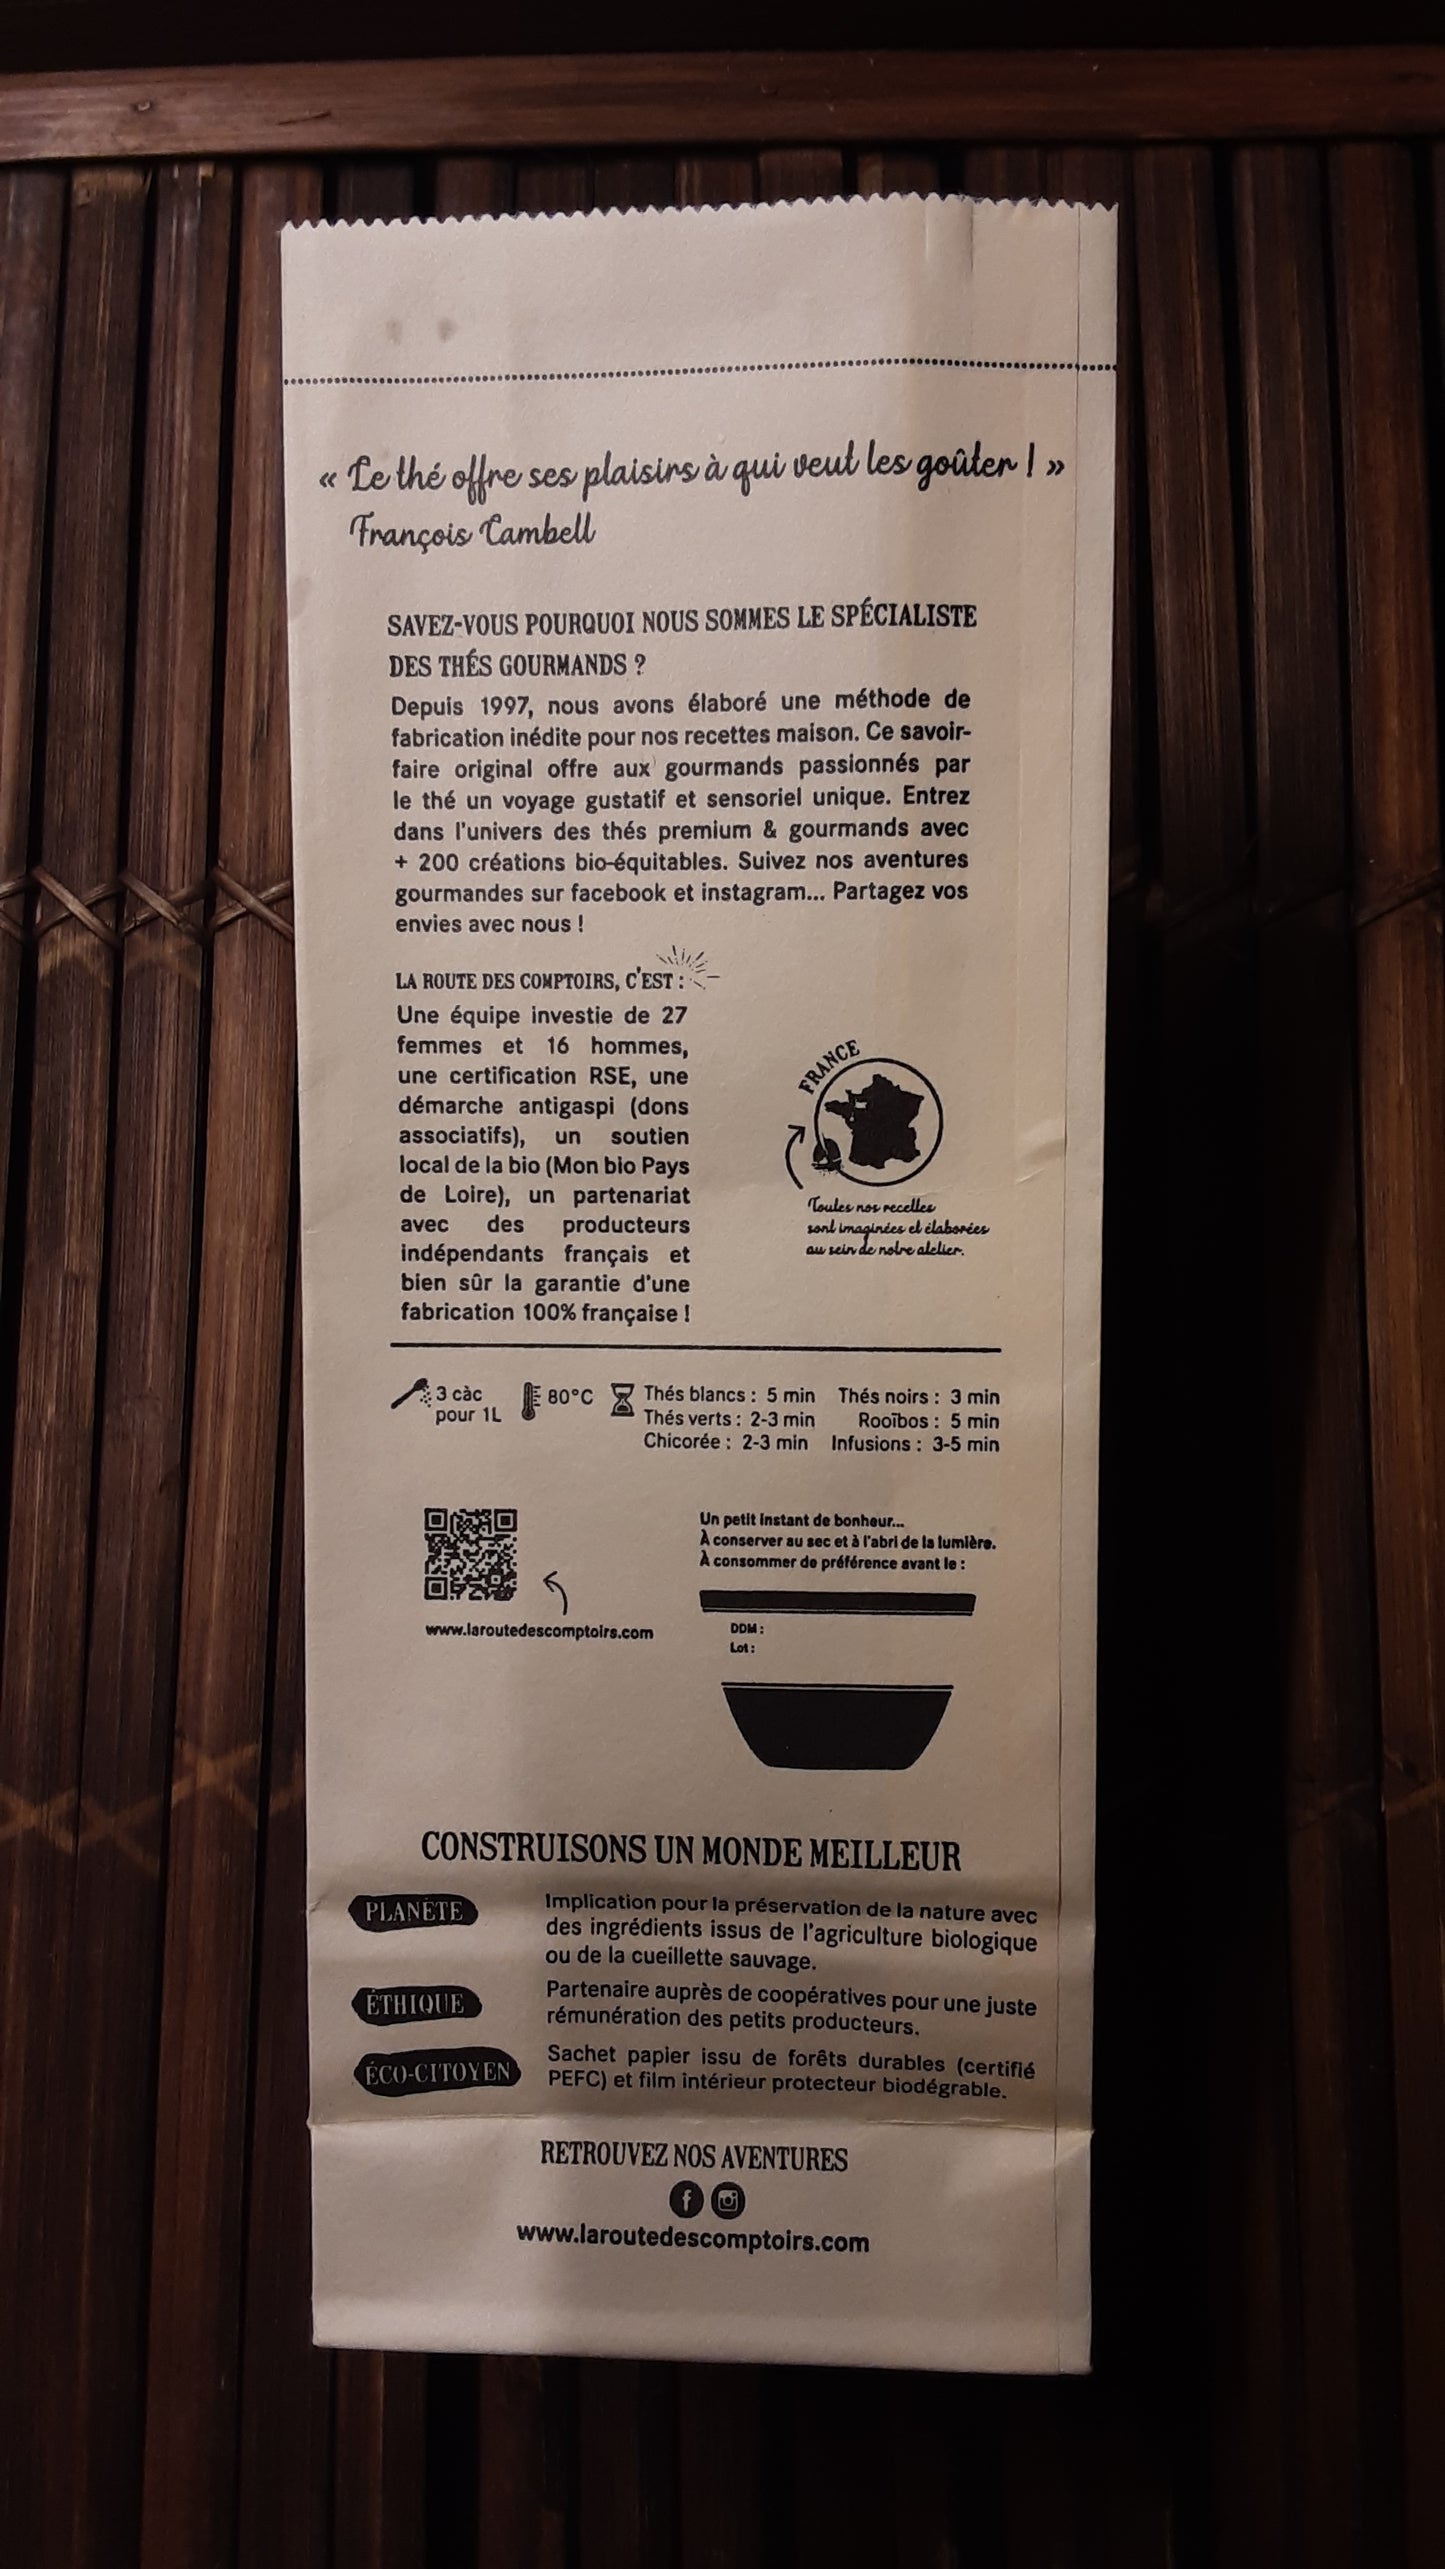 « Le thé offre ses plaisirs à qui veut les goûter ! »
François Cambell
SAVEZ-VOUS POURQUOI NOUS SOMMES LE SPÉCIALISTE
DES THÉS GOURMANDS ?
Depuis 1997, nous avons élaboré une méthode de
fabrication inédite pour nos recettes maison. Ce savoir-
faire original offre aux gourmands passionnés par
le thé un voyage gustatif et sensoriel unique. Entrez
dans l'univers des thés premium & gourmands avec
+ 200 créations bio-équitables. Suivez nos aventures
gourmandes sur facebook et instagram... Partagez vos
envies avec nous !
LA ROUTE DES COMPTOIRS, C'EST :
Une équipe investie de 27
femmes et 16 hommes,
une certification RSE, une
démarche antigaspi (dons
associatifs), un soutien
local de la bio (Mon bio Pays
de Loire), un partenariat
avec des producteurs
indépendants français et
bien sûr la garantie d'une
fabrication 100% française !
FRANCE
Toutes nos recettes
sont imaginées et élaborées
au sein de notre atelier.
3 càc
pour 1L
80°C
Thés blancs : 5 min Thés noirs : 3 min
Thés verts : 2-3 min Rooïbos : 5 min
Chicorée : 2-3 min Infusions : 3-5 min
www.laroutedescomptoirs.com
Un petit instant de bonheur...
À conserver au sec et à l'abri de la lumière.
À consommer de préférence avant le :
DDM :
Lot :
CONSTRUISONS UN MONDE MEILLEUR
PLANÈTE
Implication pour la préservation de la nature avec
des ingrédients issus de l'agriculture biologique
ou de la cueillette sauvage.
ÉTHIQUE
Partenaire auprès de coopératives pour une juste
rémunération des petits producteurs.
ÉCO-CITOYEN
Sachet papier issu de forêts durables (certifié
PEFC) et film intérieur protecteur biodégrable.
RETROUVEZ NOS AVENTURES
www.laroutedescomptoirs.com